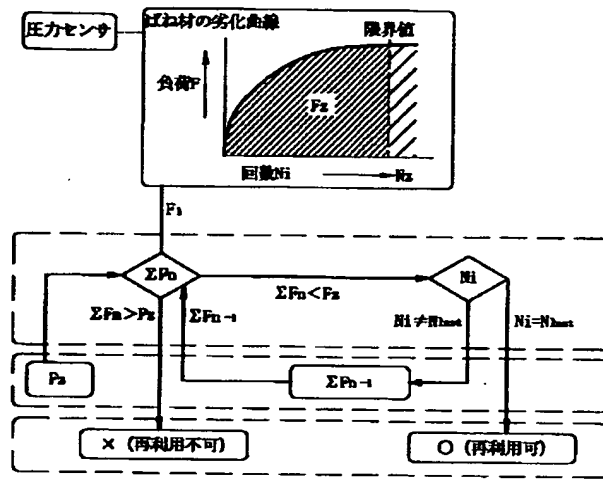 圧力センサ
ばね材の劣化曲線
限界値
負荷F
Fz
回数Ni
Nz
F₁
ΣFn
Ni
ΣFn<Fz
ΣFn>Fz
ΣFn-1
Ni≠Nlast
Ni=Nlast
Fz
ΣFn-1
×(再利用不可)
○(再利用可)